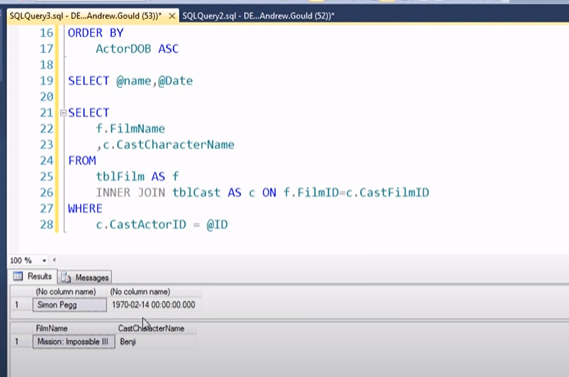 SQLQuery3.sql - DE...Andrew.Gould (53))* × SQLQuery2.sql - DE...Andrew.Gould (52))*
16 ORDER BY
17 ActorDOB ASC
18
19 SELECT @name,@Date
20
21 SELECT
22 f.FilmName
23 ,c.CastCharacterName
24 FROM
25 tblFilm AS f
26 INNER JOIN tblCast AS c ON f.FilmID=c.CastFilmID
27 WHERE
28 c.CastActorID = @ID
100 %
Results Messages
(No column name) (No column name)
1 Simon Pegg 1970-02-14 00:00:00.000
FilmName CastCharacterName
1 Mission: Impossible III Benji